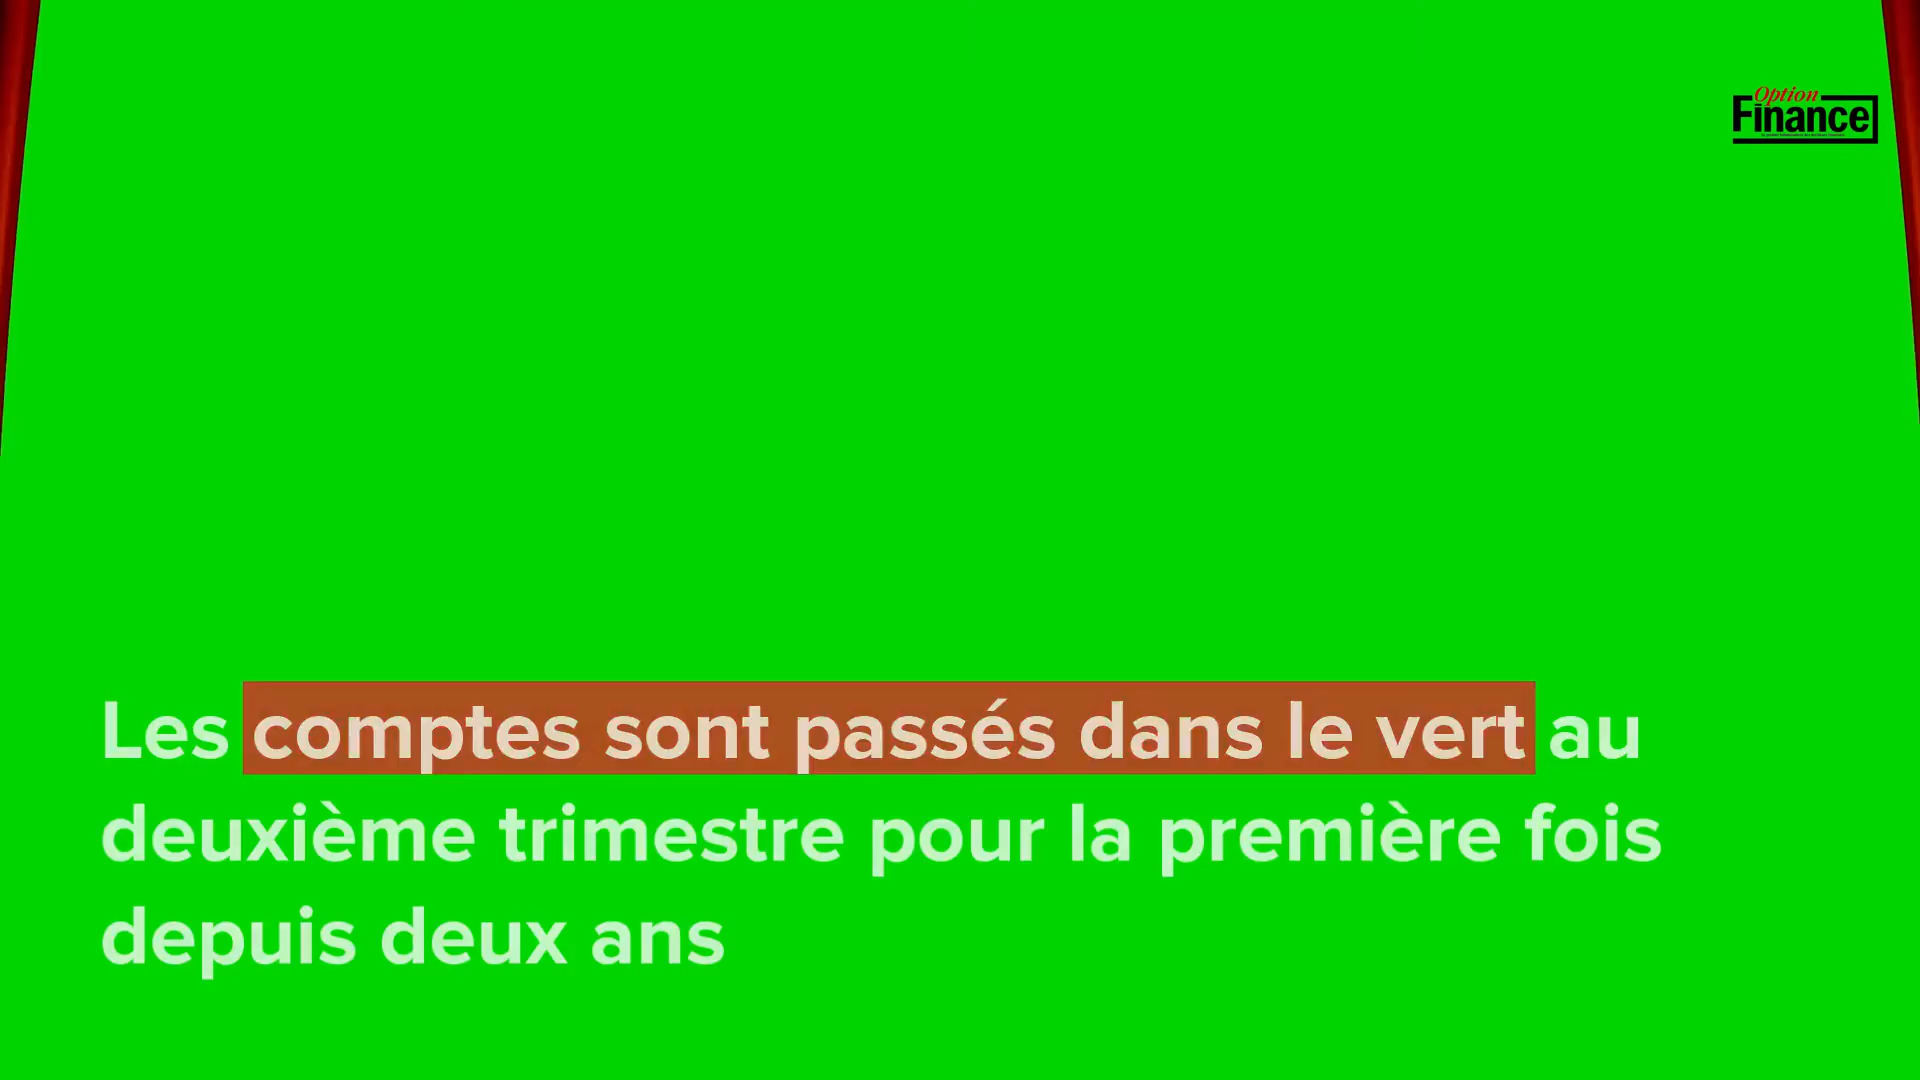 Option
Finance
Les comptes sont passés dans le vert au
deuxième trimestre pour la première fois
depuis deux ans